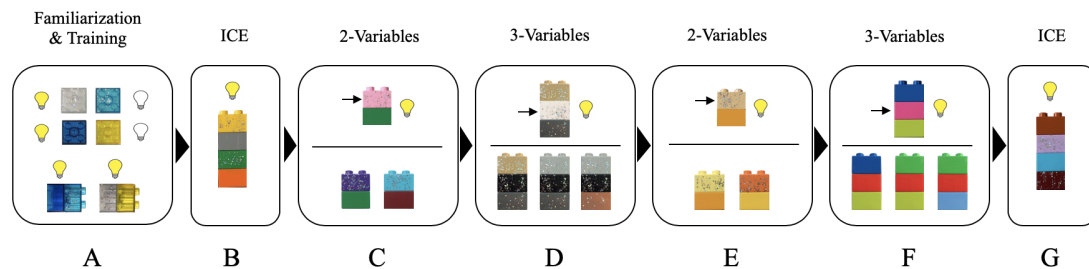 Familiarization
& Training
ICE
2-Variables
3-Variables
2-Variables
3-Variables
ICE
A
B
C
D
E
F
G